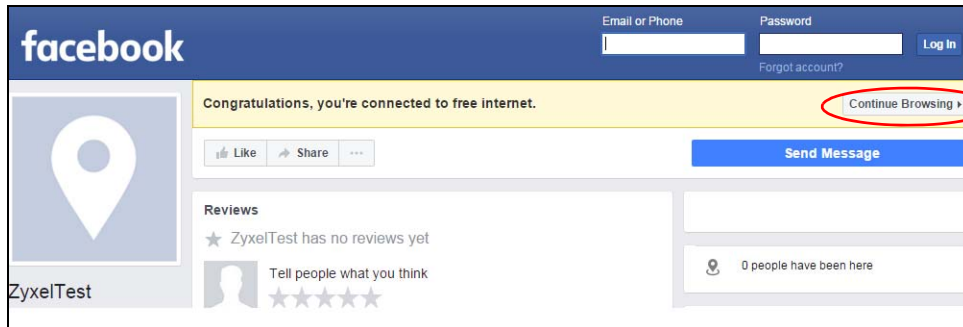 facebook
Email or Phone
Password
Log In
Forgot account?
Congratulations, you're connected to free internet.
Continue Browsing
Like
Share
Send Message
Reviews
ZyxelTest has no reviews yet
Tell people what you think
0 people have been here
ZyxelTest